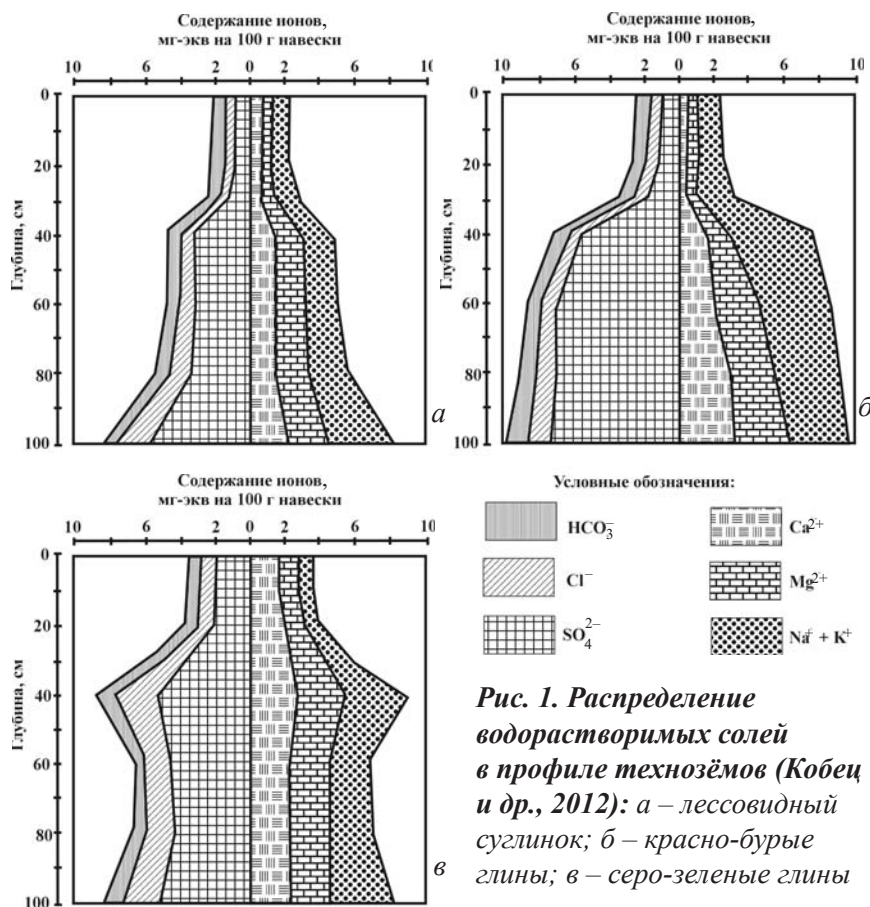 Содержание ионов,
мг-экв на 100 г навески
10 6 2 0 2 6 10
Глубина, см
0
20
40
60
80
100
а
Содержание ионов,
мг-экв на 100 г навески
10 6 2 0 2 6 10
Глубина, см
0
20
40
60
80
100
б
Содержание ионов,
мг-экв на 100 г навески
10 6 2 0 2 6 10
Глубина, см
0
20
40
60
80
100
в
Условные обозначения:
HCO₃⁻ Ca²⁺
Cl⁻ Mg²⁺
SO₄²⁻ Na⁺ + K⁺
Рис. 1. Распределение
водорастворимых солей
в профиле технозёмов (Кобец
и др., 2012): а – лессовидный
суглинок; б – красно-бурые
глины; в – серо-зеленые глины